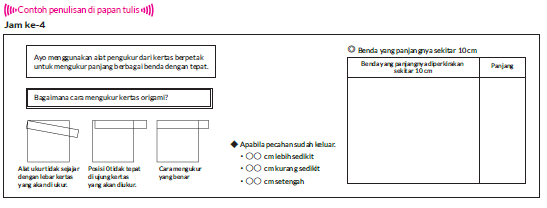 Contoh penulisan di papan tulis
Jam ke-4
Ayo menggunakan alat pengukur dari kertas berpetak
untuk mengukur panjang berbagai benda dengan tepat.
Bagaimana cara mengukur kertas origami?
Alat ukur tidak sejajar
dengan lebar kertas
yang akan di ukur.
Posisi 0 tidak tepat
di ujung kertas
yang akan diukur.
Cara mengukur
yang benar
◆ Apabila pecahan sudah keluar.
• ○○ cm lebih sedikit
• ○○ cm kurang sedikit
• ○○ cm setengah
◎ Benda yang panjangnya sekitar 10 cm
Benda yang panjangnya diperkirakan
sekitar 10 cm
Panjang